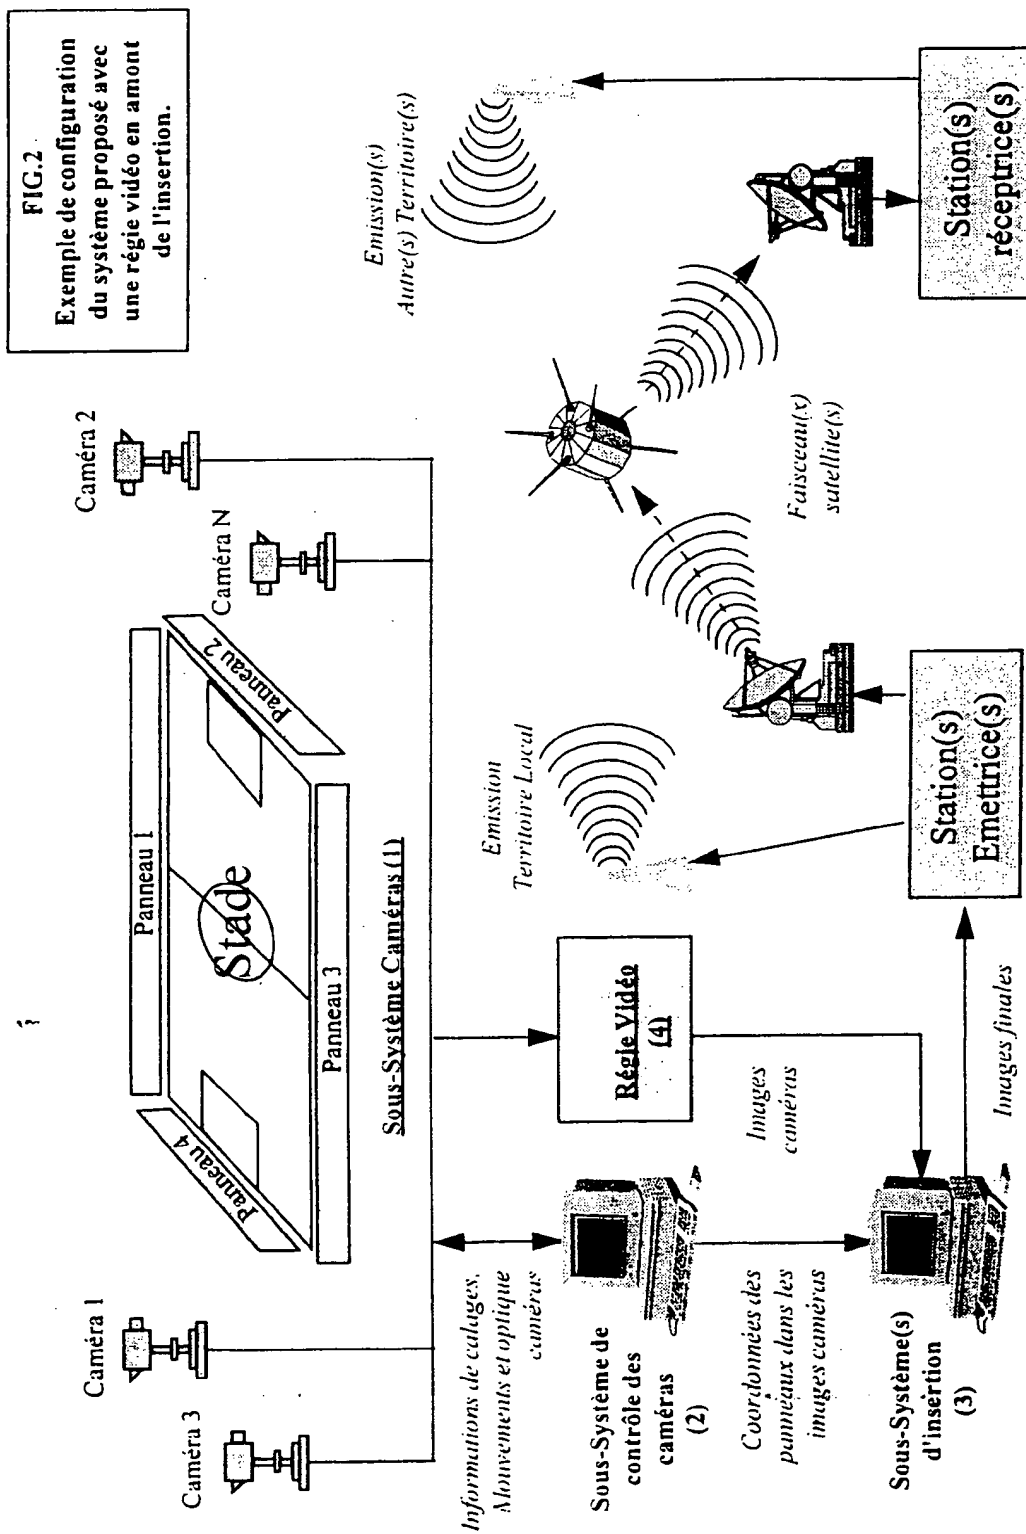 FIG.2
Exemple de configuration
du système proposé avec
une régie vidéo en amont
de l'insertion.
Caméra 1
Caméra 2
Caméra 3
Caméra N
Panneau 1
Panneau 2
Panneau 3
Panneau 4
Stade
Sous-Système Caméras (1)
Informations de calages,
Mouvements et optique
caméras
Sous-Système de
contrôle des
caméras
(2)
Régie Vidéo
(4)
Images
caméras
Coordonnées des
panneaux dans les
images caméras
Sous-Système(s)
d'insertion
(3)
Images finales
Station(s)
Emettrice(s)
Emission
Territoire Local
Faisceau(x)
satellite(s)
Emission(s)
Autre(s) Territoire(s)
Station(s)
réceptrice(s)